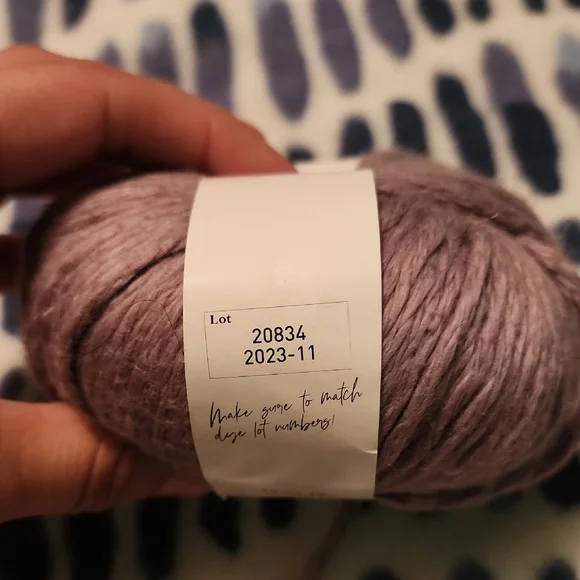 Lot
20834
2023-11
Make sure to match
dye lot numbers!